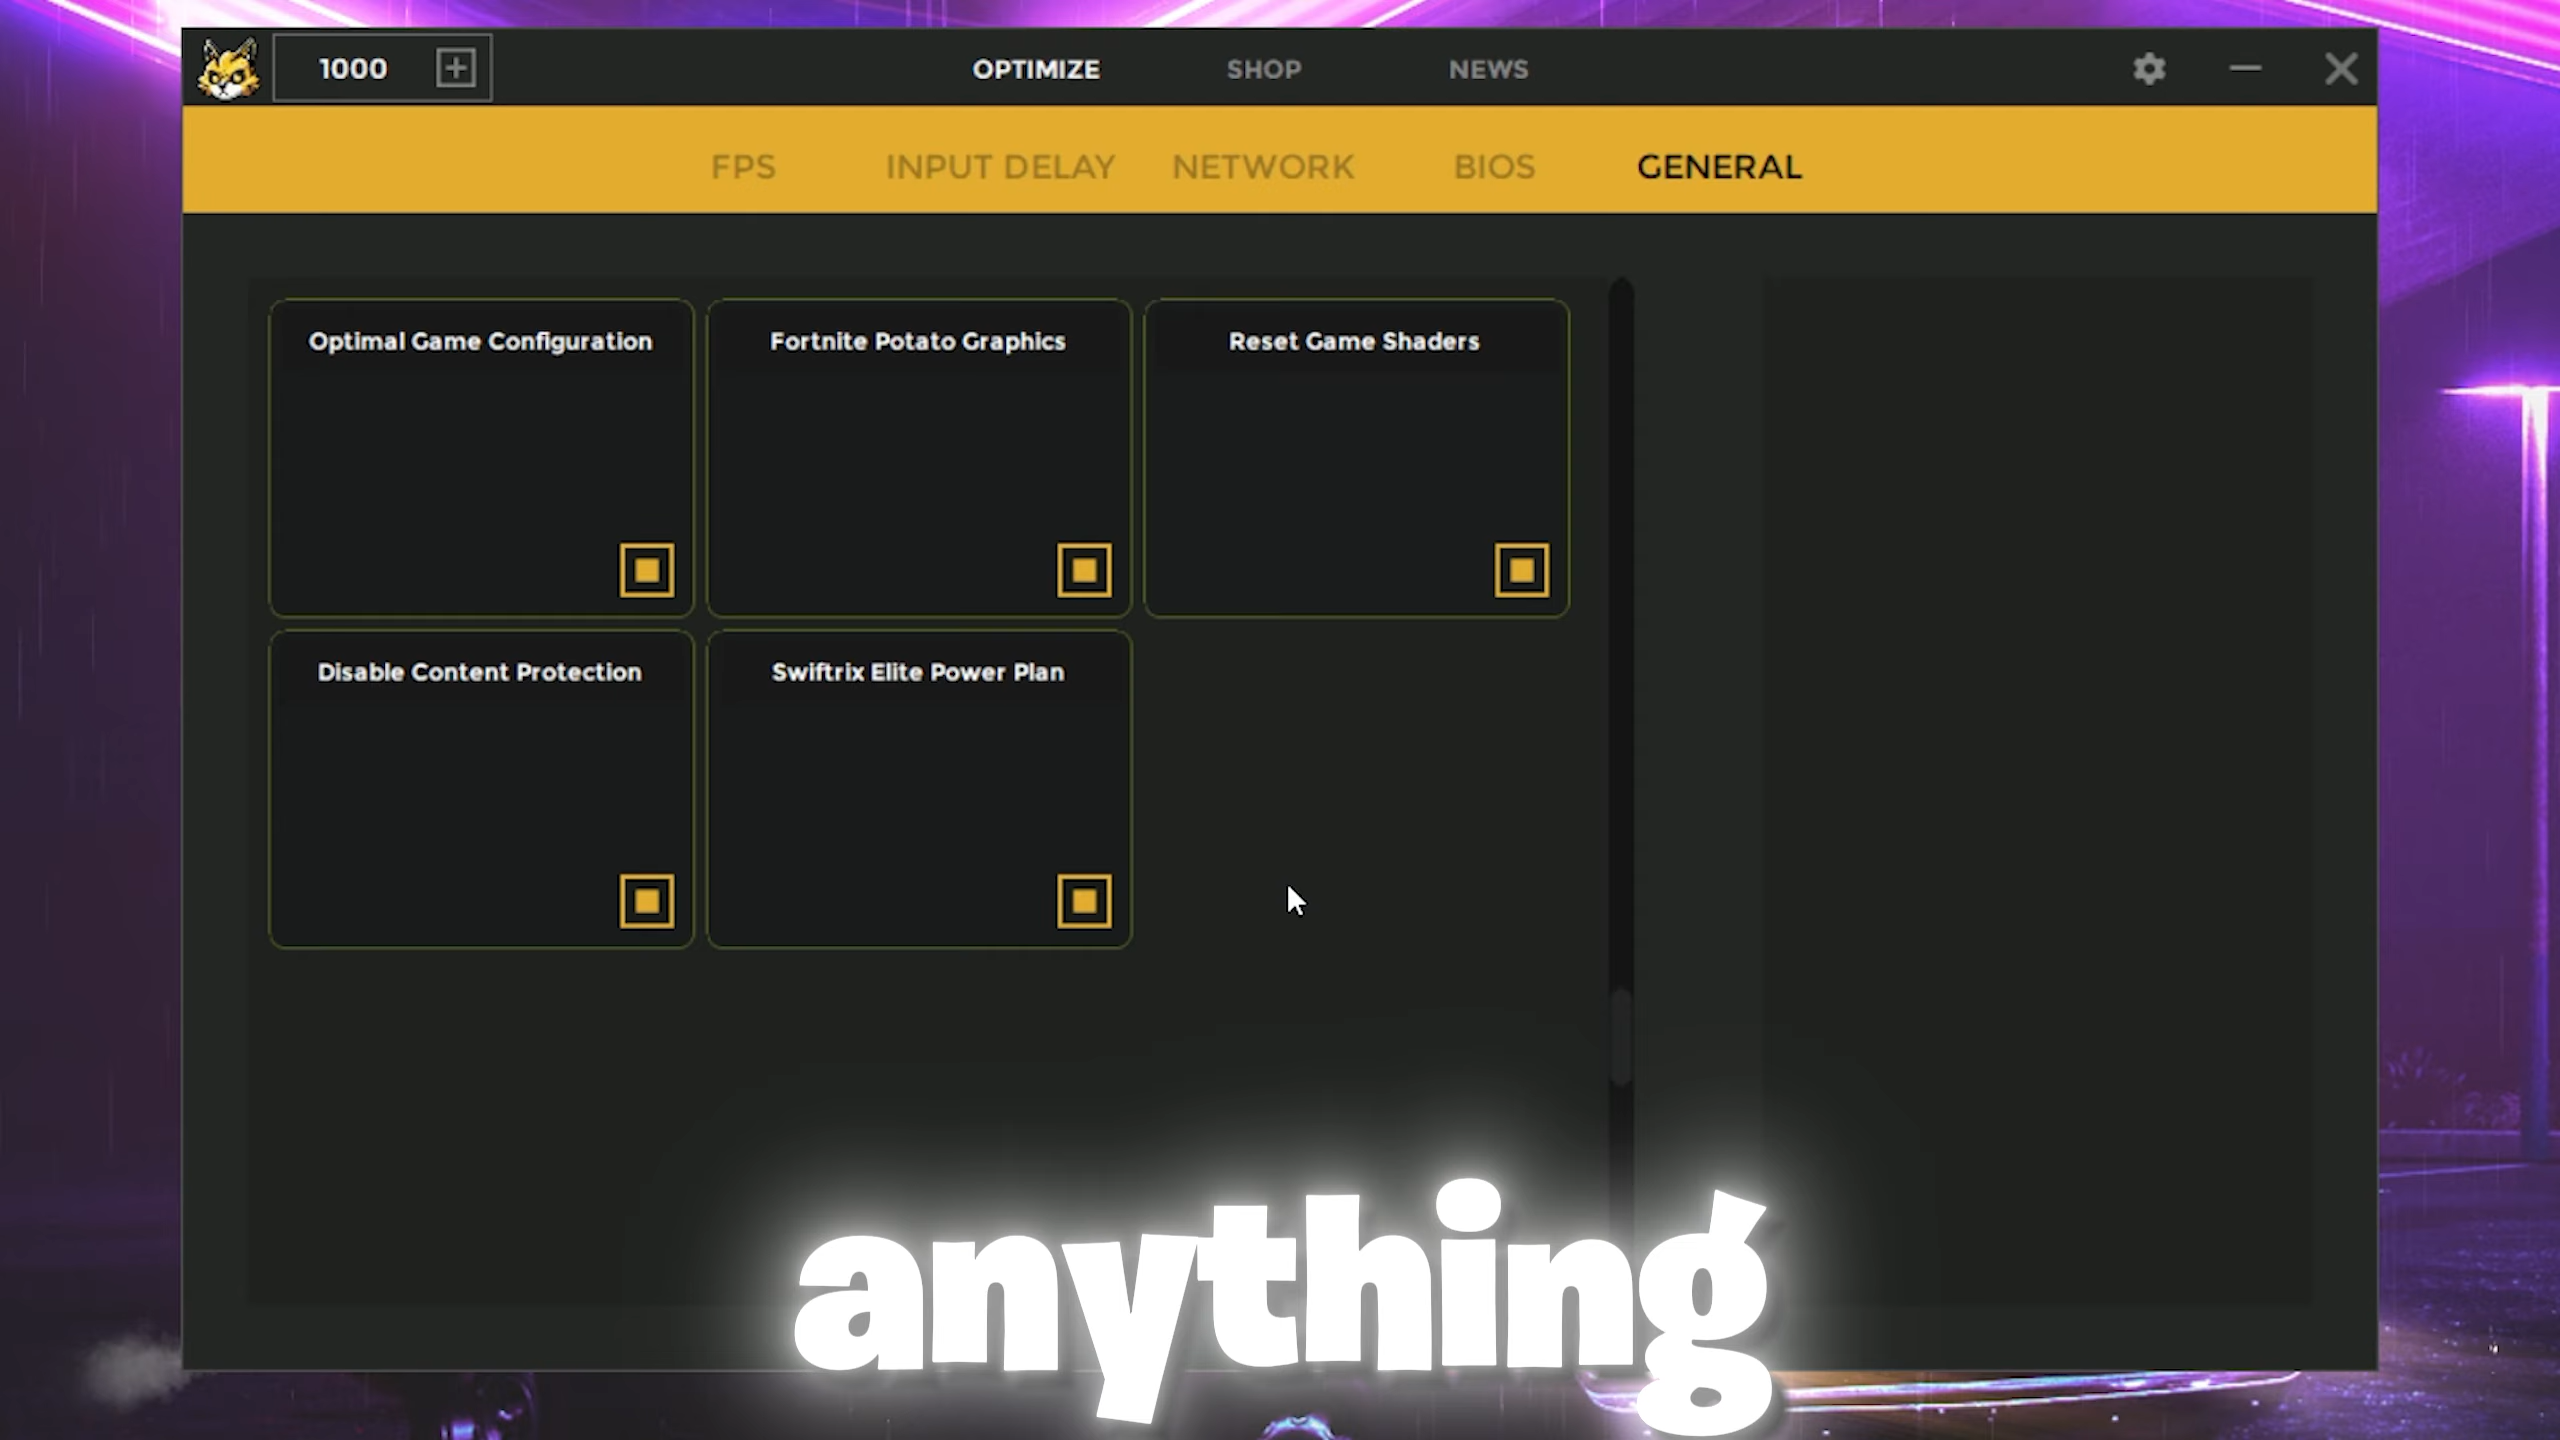 1000
OPTIMIZE SHOP NEWS
FPS INPUT DELAY NETWORK BIOS GENERAL
Optimal Game Configuration
Fortnite Potato Graphics
Reset Game Shaders
Disable Content Protection
Swiftrix Elite Power Plan
anything